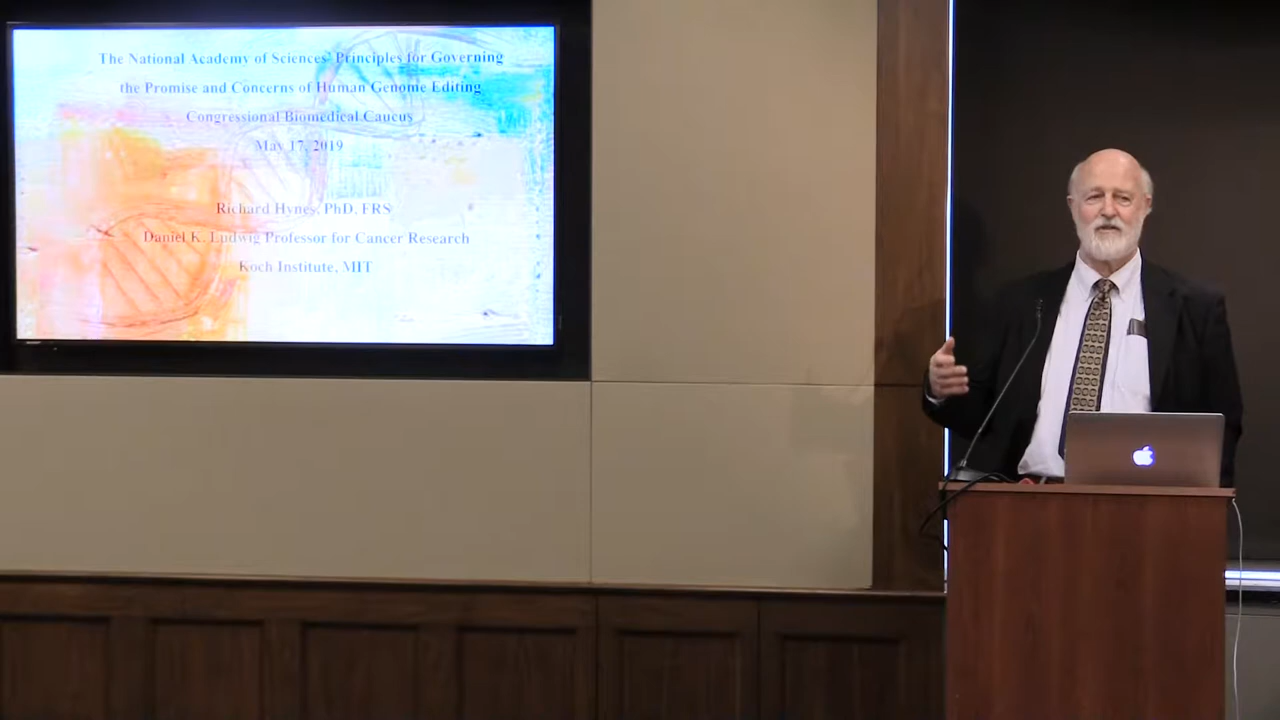 The National Academy of Sciences' Principles for Governing
the Promise and Concerns of Human Genome Editing
Congressional Biomedical Caucus
May 17, 2019
Richard Hynes, PhD, FRS
Daniel K. Ludwig Professor for Cancer Research
Koch Institute, MIT